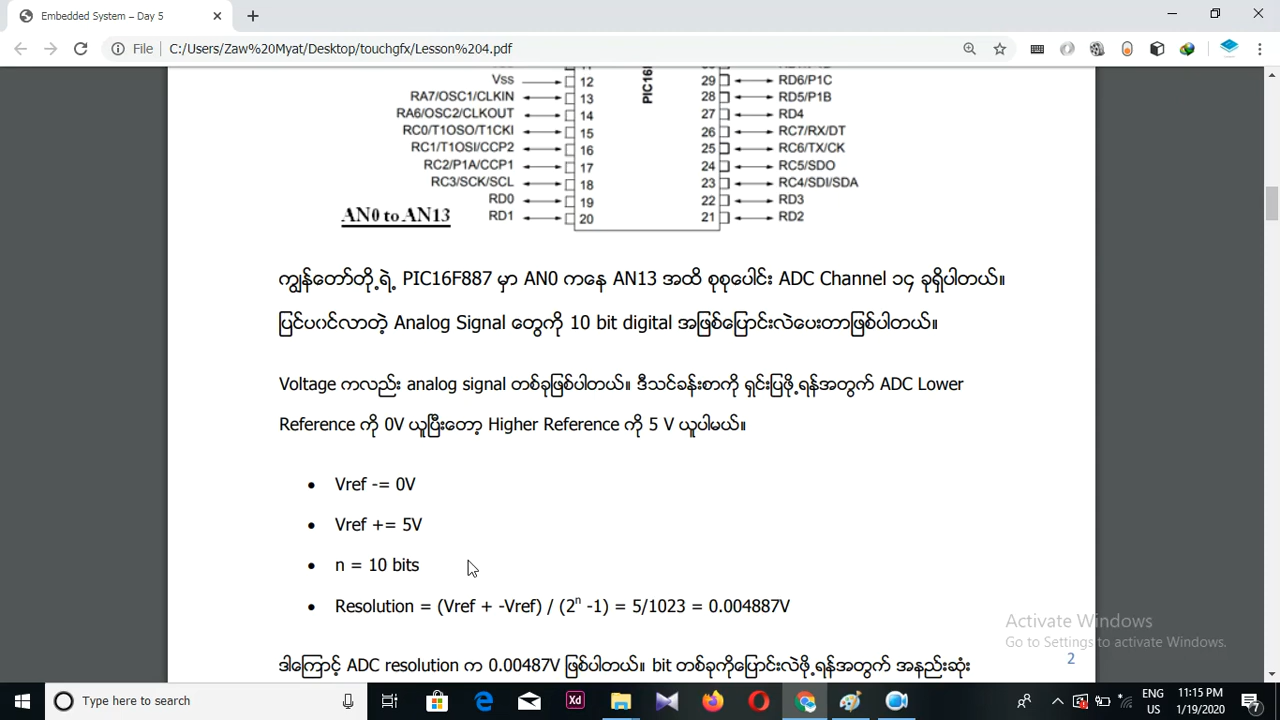 Embedded System – Day 5
File
C:/Users/Zaw%20Myat/Desktop/touchgfx/Lesson%204.pdf
Vss 12
29 RD6/P1C
RA7/OSC1/CLKIN 13
28 RD5/P1B
RA6/OSC2/CLKOUT 14
27 RD4
RC0/T1OSO/T1CKI 15
26 RC7/RX/DT
RC1/T1OSI/CCP2 16
25 RC6/TX/CK
RC2/P1A/CCP1 17
24 RC5/SDO
RC3/SCK/SCL 18
23 RC4/SDI/SDA
RD0 19
22 RD3
RD1 20
21 RD2
AN0 to AN13
ကျွန်တော်တို့ရဲ့ PIC16F887 မှာ AN0 ကနေ AN13 အထိ စုစုပေါင်း ADC Channel ၁၄ ခုရှိပါတယ်။
ပြင်ပဝင်လာတဲ့ Analog Signal တွေကို 10 bit digital အဖြစ်ပြောင်းလဲပေးတာဖြစ်ပါတယ်။
Voltage ကလည်း analog signal တစ်ခုဖြစ်ပါတယ်။ ဒီသင်ခန်းစာကို ရှင်းပြဖို့ရန်အတွက် ADC Lower
Reference ကို 0V ယူပြီးတော့ Higher Reference ကို 5 V ယူပါမယ်။
• Vref -= 0V
• Vref += 5V
• n = 10 bits
• Resolution = (Vref + -Vref) / (2ⁿ -1) = 5/1023 = 0.004887V
ဒါကြောင့် ADC resolution က 0.00487V ဖြစ်ပါတယ်။ bit တစ်ခုကိုပြောင်းလဲဖို့ရန်အတွက် အနည်းဆုံး
2
Activate Windows
Go to Settings to activate Windows.
Type here to search
ENG
US
11:15 PM
1/19/2020
7